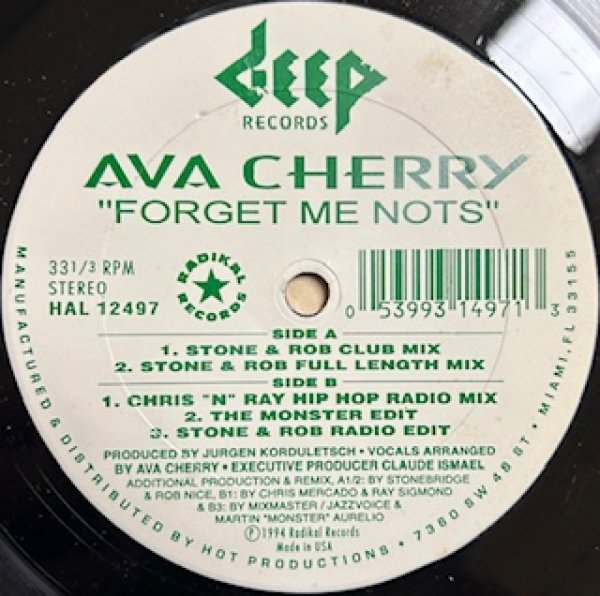 deep
RECORDS
AVA CHERRY
"FORGET ME NOTS"
33 1/3 RPM
STEREO
HAL 12497
RADIKAL RECORDS
0 53993 14971 3
SIDE A
1. STONE & ROB CLUB MIX
2. STONE & ROB FULL LENGTH MIX
SIDE B
1. CHRIS "N" RAY HIP HOP RADIO MIX
2. THE MONSTER EDIT
3. STONE & ROB RADIO EDIT
PRODUCED BY JURGEN KORDULETSCH • VOCALS ARRANGED
BY AVA CHERRY • EXECUTIVE PRODUCER CLAUDE ISMAEL
ADDITIONAL PRODUCTION & REMIX, A1/2: BY STONEBRIDGE
& ROB NICE, B1: BY CHRIS MERCADO & RAY SIGMOND
& B3: BY MIXMASTER / JAZZVOICE &
MARTIN "MONSTER" AURELIO
℗ 1994 Radikal Records
Made in USA
MANUFACTURED & DISTRIBUTED BY HOT PRODUCTIONS • 7360 SW 48 ST • MIAMI, FL 33155